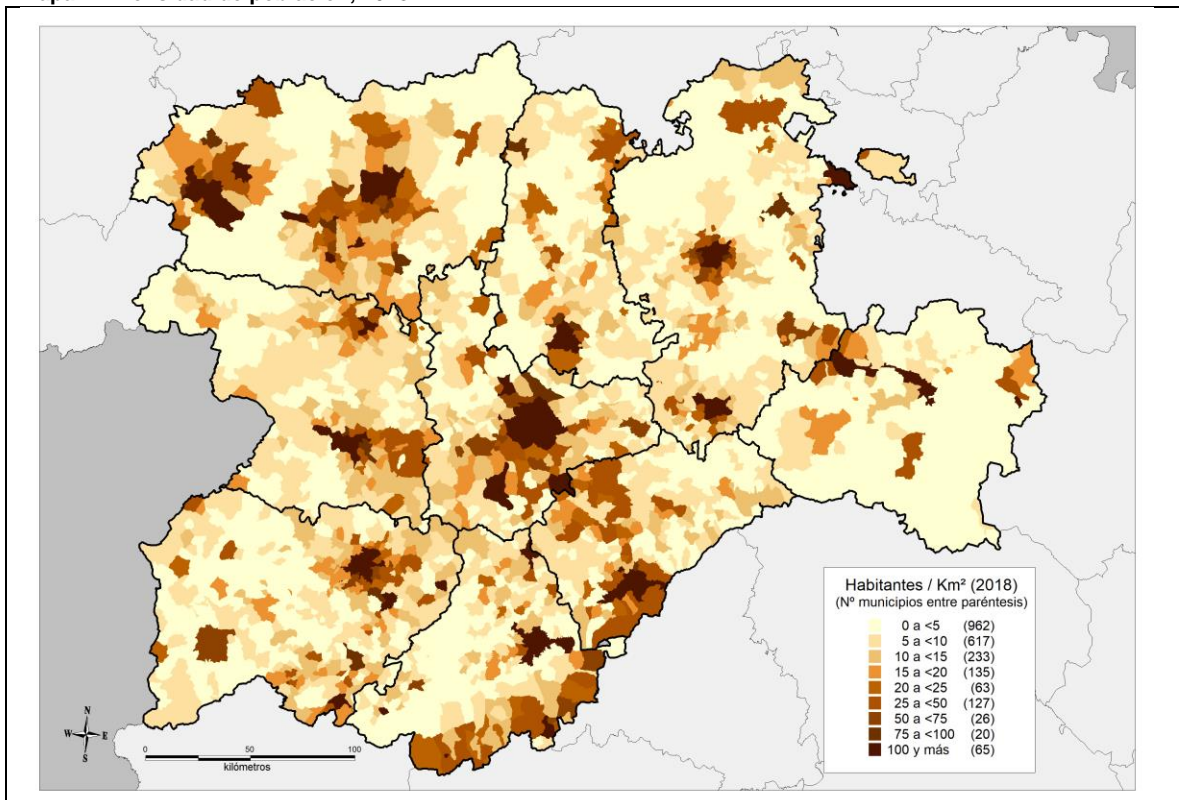 Habitantes / Km² (2018)
(Nº municipios entre paréntesis)
0 a <5 (962)
5 a <10 (617)
10 a <15 (233)
15 a <20 (135)
20 a <25 (63)
25 a <50 (127)
50 a <75 (26)
75 a <100 (20)
100 y más (65)
N
W E
S
0 50 100
kilómetros